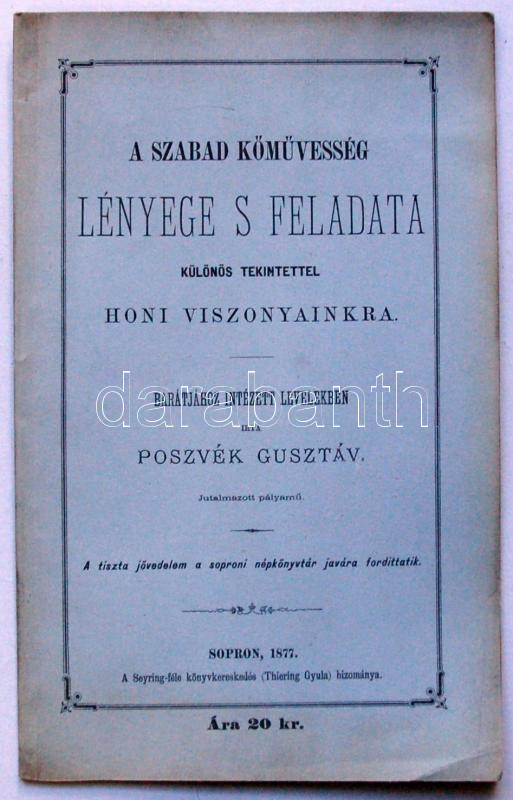 A SZABAD KŐMŰVESSÉG
LÉNYEGE S FELADATA
KÜLÖNÖS TEKINTETTEL
HONI VISZONYAINKRA.
BARÁTJÁHOZ INTÉZETT LEVELEKBEN
darabanth
IRTA
POSZVÉK GUSZTÁV.
Jutalmazott pályamű.
A tiszta jövedelem a soproni népkönyvtár javára fordittatik.
SOPRON, 1877.
A Seyring-féle könyvkereskedés (Thiering Gyula) bizománya.
Ára 20 kr.